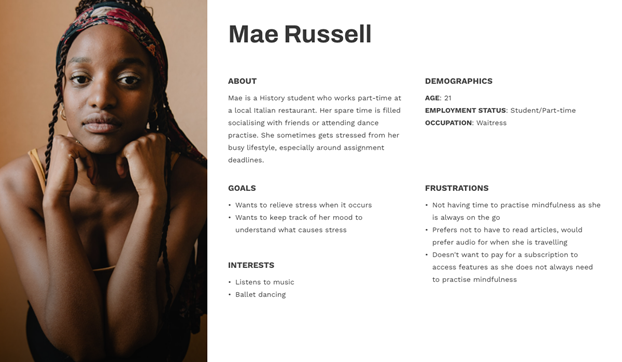 Mae Russell
ABOUT
Mae is a History student who works part-time at
a local Italian restaurant. Her spare time is filled
socialising with friends or attending dance
practise. She sometimes gets stressed from her
busy lifestyle, especially around assignment
deadlines.
DEMOGRAPHICS
AGE: 21
EMPLOYMENT STATUS: Student/Part-time
OCCUPATION: Waitress
GOALS
• Wants to relieve stress when it occurs
• Wants to keep track of her mood to
understand what causes stress
FRUSTRATIONS
• Not having time to practise mindfulness as she
is always on the go
• Prefers not to have to read articles, would
prefer audio for when she is travelling
• Doesn't want to pay for a subscription to
access features as she does not always need
to practise mindfulness
INTERESTS
• Listens to music
• Ballet dancing